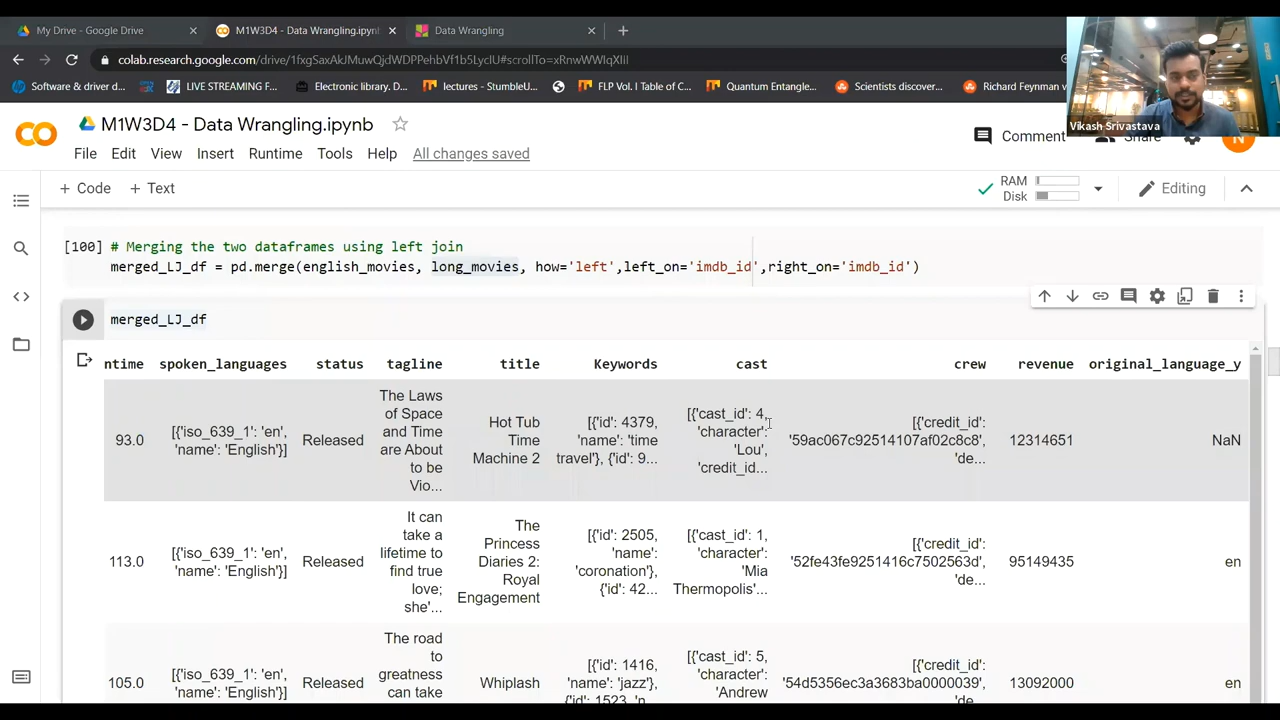 My Drive - Google Drive
M1W3D4 - Data Wrangling.ipynb
Data Wrangling
colab.research.google.com/drive/1fxgSaxAkJMuwQjdWDPPehbVf1b5LyclU#scrollTo=xRnwWWIqXIlI
Software & driver d...
LIVE STREAMING F...
Electronic library. D...
lectures - StumbleU...
FLP Vol. I Table of C...
Quantum Entangle...
Scientists discover...
Richard Feynman v
Vikash Srivastava
M1W3D4 - Data Wrangling.ipynb
Comment
Share
N
File Edit View Insert Runtime Tools Help All changes saved
+ Code + Text
RAM
Disk
Editing
[100] # Merging the two dataframes using left join
merged_LJ_df = pd.merge(english_movies, long_movies, how='left',left_on='imdb_id',right_on='imdb_id')
merged_LJ_df
ntime spoken_languages status tagline title Keywords cast crew revenue original_language_y
93.0
[{'iso_639_1': 'en',
'name': 'English'}]
Released
The Laws
of Space
and Time
are About
to be
Vio...
Hot Tub
Time
Machine 2
[{'id': 4379,
'name': 'time
travel'}, {'id': 9...
[{'cast_id': 4,
'character':
'Lou',
'credit_id...
[{'credit_id':
'59ac067c92514107af02c8c8',
'de...
12314651
NaN
113.0
[{'iso_639_1': 'en',
'name': 'English'}]
Released
It can
take a
lifetime to
find true
love;
she'...
The
Princess
Diaries 2:
Royal
Engagement
[{'id': 2505,
'name':
'coronation'},
{'id': 42...
[{'cast_id': 1,
'character':
'Mia
Thermopolis'...
[{'credit_id':
'52fe43fe9251416c7502563d',
'de...
95149435
en
105.0
[{'iso_639_1': 'en',
'name': 'English'}]
Released
The road
to
greatness
can take
Whiplash
[{'id': 1416,
'name': 'jazz'},
{'id': 1523, 'n
[{'cast_id': 5,
'character':
'Andrew
[{'credit_id':
'54d5356ec3a3683ba0000039',
'de
13092000
en